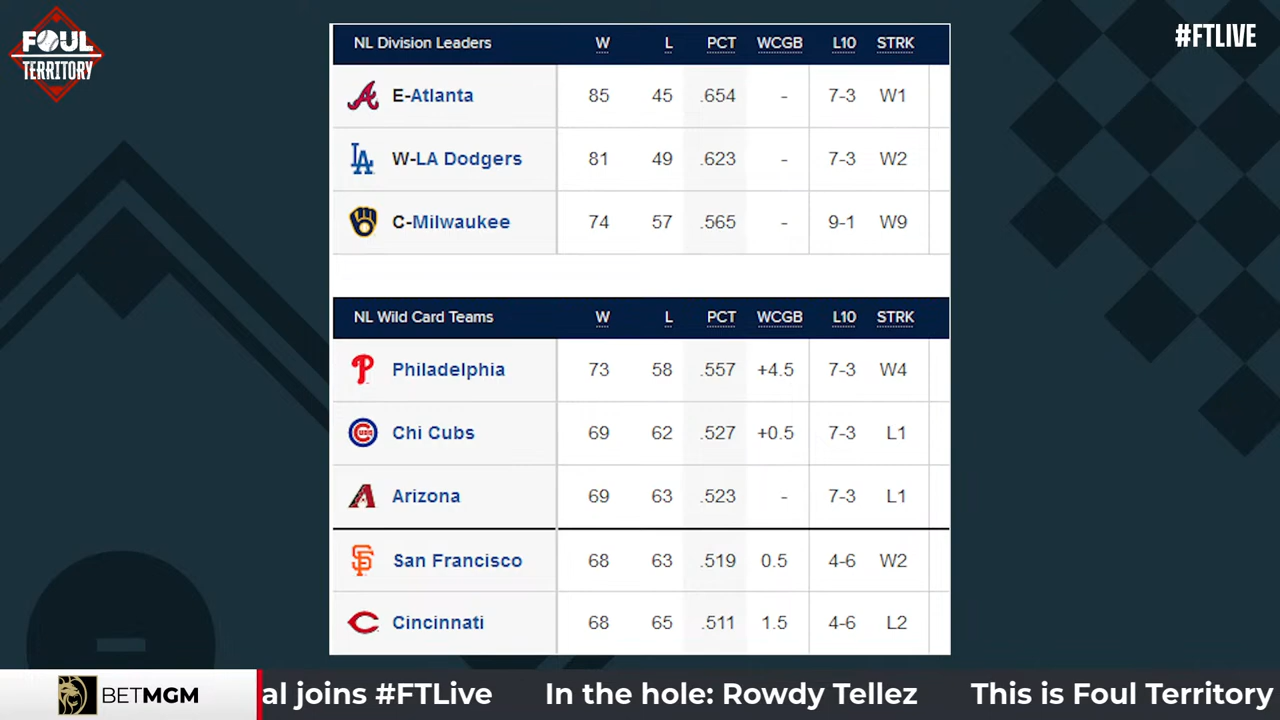 FOUL
TERRITORY
#FTLIVE
NL Division Leaders W L PCT WCGB L10 STRK
E-Atlanta 85 45 .654 - 7-3 W1
LA W-LA Dodgers 81 49 .623 - 7-3 W2
C-Milwaukee 74 57 .565 - 9-1 W9
NL Wild Card Teams W L PCT WCGB L10 STRK
Philadelphia 73 58 .557 +4.5 7-3 W4
Chi Cubs 69 62 .527 +0.5 7-3 L1
Arizona 69 63 .523 - 7-3 L1
San Francisco 68 63 .519 0.5 4-6 W2
Cincinnati 68 65 .511 1.5 4-6 L2
BETMGM al joins #FTLive In the hole: Rowdy Tellez This is Foul Territory